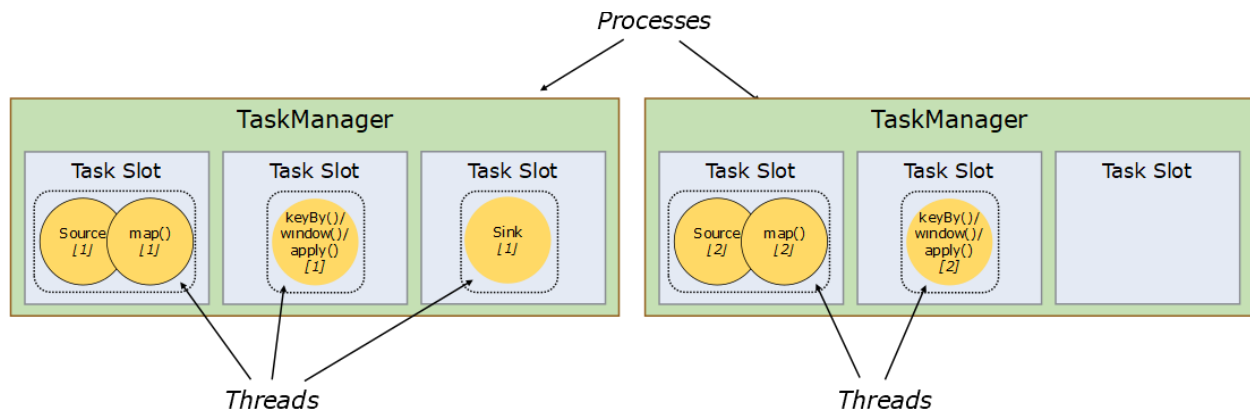 Processes
TaskManager
Task Slot
Source
[1]
map()
[1]
Task Slot
keyBy()/
window()/
apply()
[1]
Task Slot
Sink
[1]
Threads
TaskManager
Task Slot
Source
[2]
map()
[2]
Task Slot
keyBy()/
window()/
apply()
[2]
Task Slot
Threads